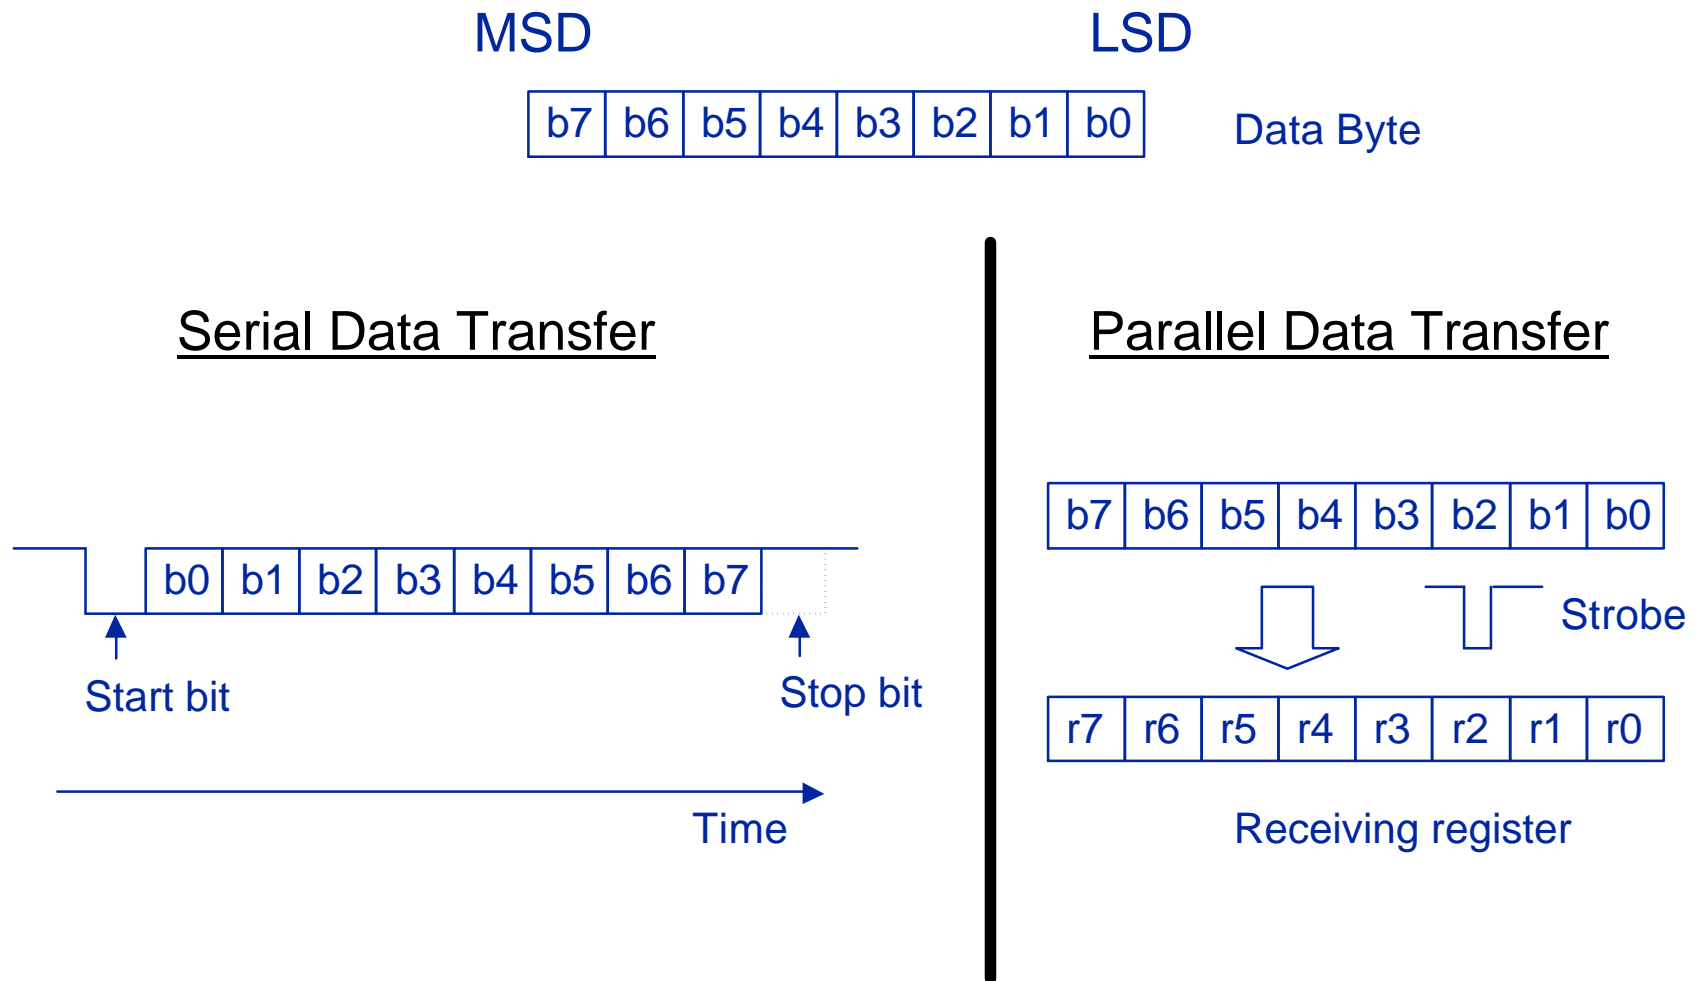 MSD LSD
b7 b6 b5 b4 b3 b2 b1 b0 Data Byte
Serial Data Transfer
b0 b1 b2 b3 b4 b5 b6 b7
Start bit Stop bit
Time
Parallel Data Transfer
b7 b6 b5 b4 b3 b2 b1 b0
Strobe
r7 r6 r5 r4 r3 r2 r1 r0
Receiving register